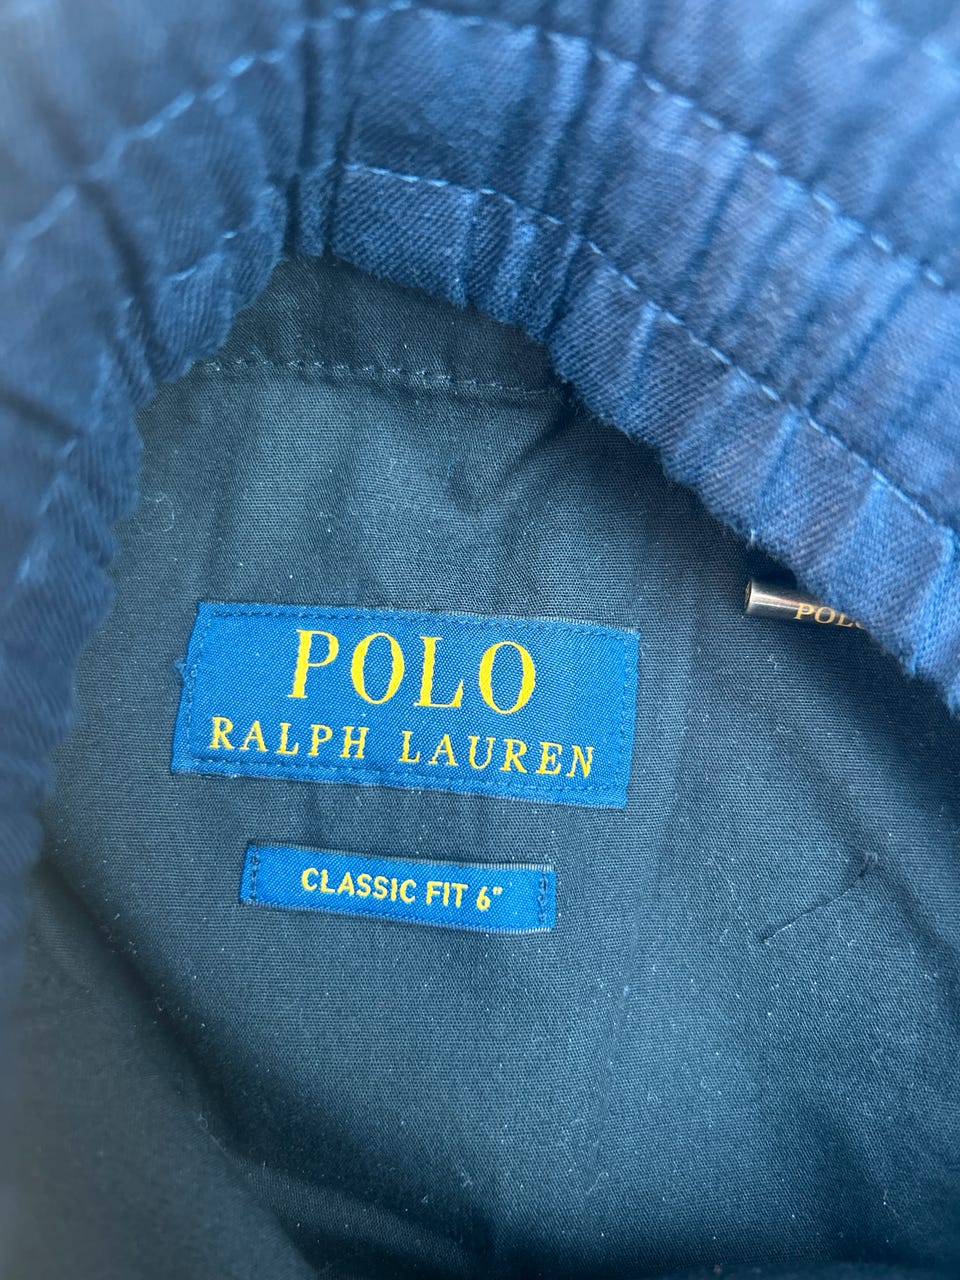 POLO
RALPH LAUREN
CLASSIC FIT 6"